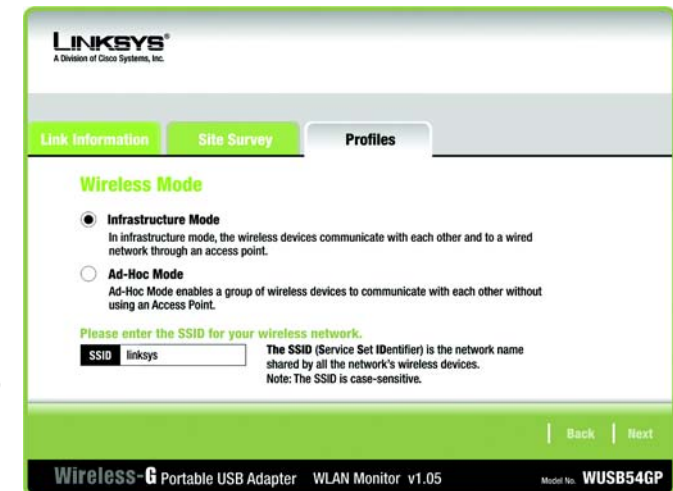 LINKSYS®
A Division of Cisco Systems, Inc.
Link Information Site Survey Profiles
Wireless Mode
Infrastructure Mode
In infrastructure mode, the wireless devices communicate with each other and to a wired
network through an access point.
Ad-Hoc Mode
Ad-Hoc Mode enables a group of wireless devices to communicate with each other without
using an Access Point.
Please enter the SSID for your wireless network.
SSID linksys
The SSID (Service Set IDentifier) is the network name
shared by all the network's wireless devices.
Note: The SSID is case-sensitive.
Back Next
Wireless-G Portable USB Adapter WLAN Monitor v1.05 Model No. WUSB54GP